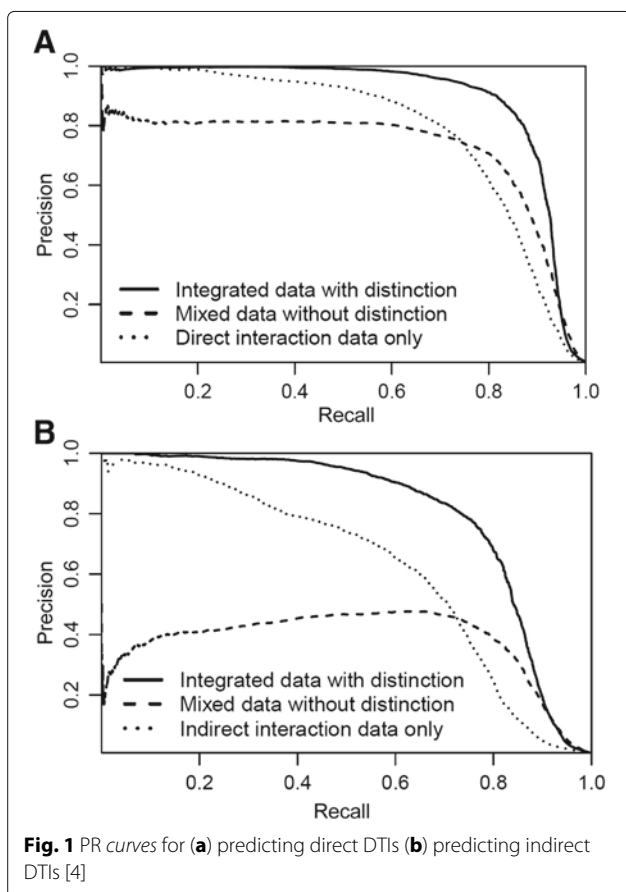 A
1.0
0.8
0.6
0.4
0.2
Precision
Integrated data with distinction
Mixed data without distinction
Direct interaction data only
0.2 0.4 0.6 0.8 1.0
Recall
B
1.0
0.8
0.6
0.4
0.2
Precision
Integrated data with distinction
Mixed data without distinction
Indirect interaction data only
0.2 0.4 0.6 0.8 1.0
Recall
Fig. 1 PR curves for (a) predicting direct DTIs (b) predicting indirect
DTIs [4]